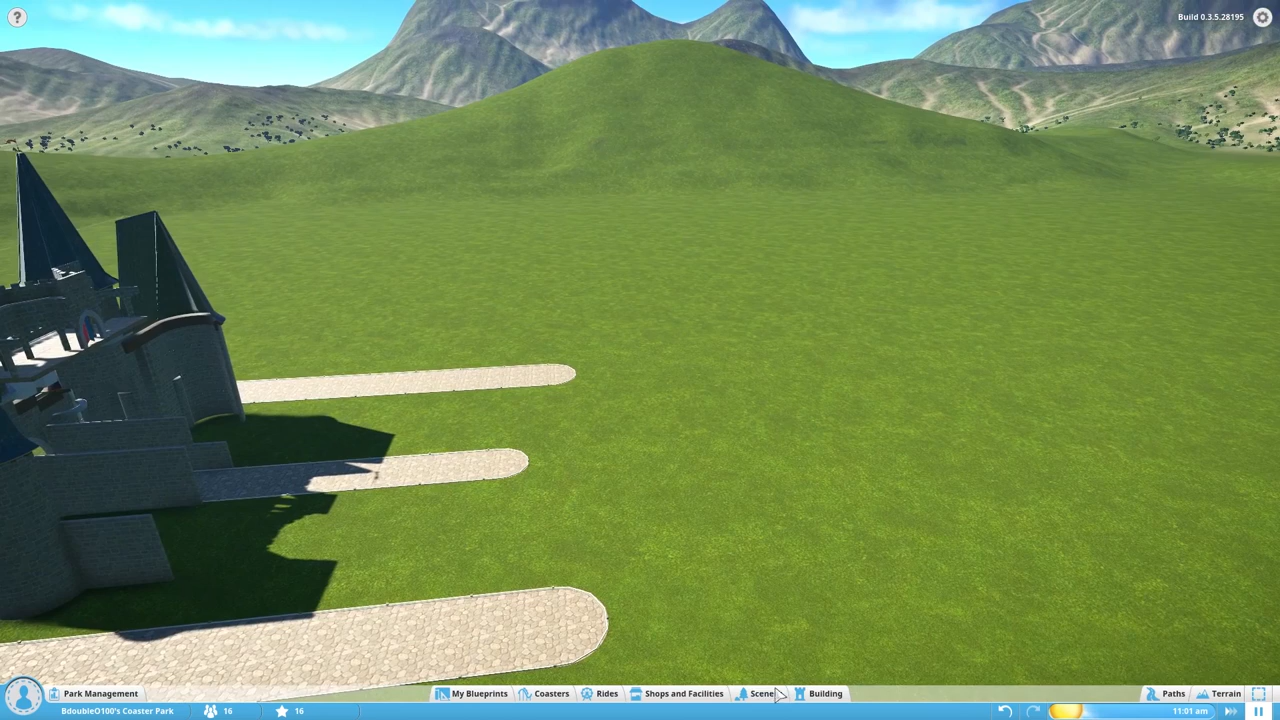 ?
Build 0.3.5.28195
Park Management
My Blueprints
Coasters
Rides
Shops and Facilities
Scene
Building
Paths
Terrain
BdoubleO100's Coaster Park
16
16
11:01 am